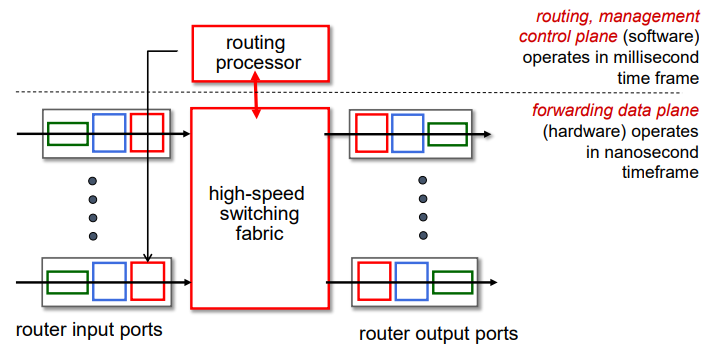 routing
processor
routing, management
control plane (software)
operates in millisecond
time frame
forwarding data plane
(hardware) operates
in nanosecond
timeframe
high-speed
switching
fabric
router input ports
router output ports